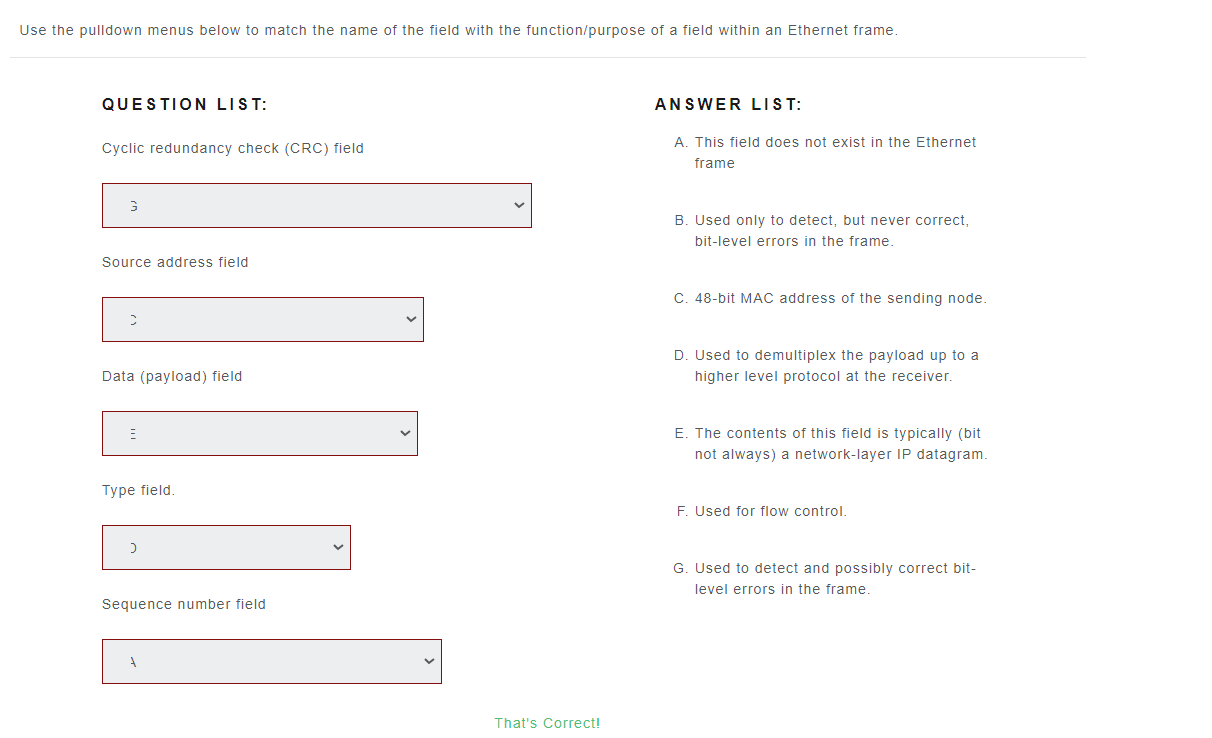 Use the pulldown menus below to match the name of the field with the function/purpose of a field within an Ethernet frame.
QUESTION LIST:
Cyclic redundancy check (CRC) field
G
Source address field
C
Data (payload) field
E
Type field.
D
Sequence number field
A
ANSWER LIST:
A. This field does not exist in the Ethernet
frame
B. Used only to detect, but never correct,
bit-level errors in the frame.
C. 48-bit MAC address of the sending node.
D. Used to demultiplex the payload up to a
higher level protocol at the receiver.
E. The contents of this field is typically (bit
not always) a network-layer IP datagram.
F. Used for flow control.
G. Used to detect and possibly correct bit-
level errors in the frame.
That's Correct!